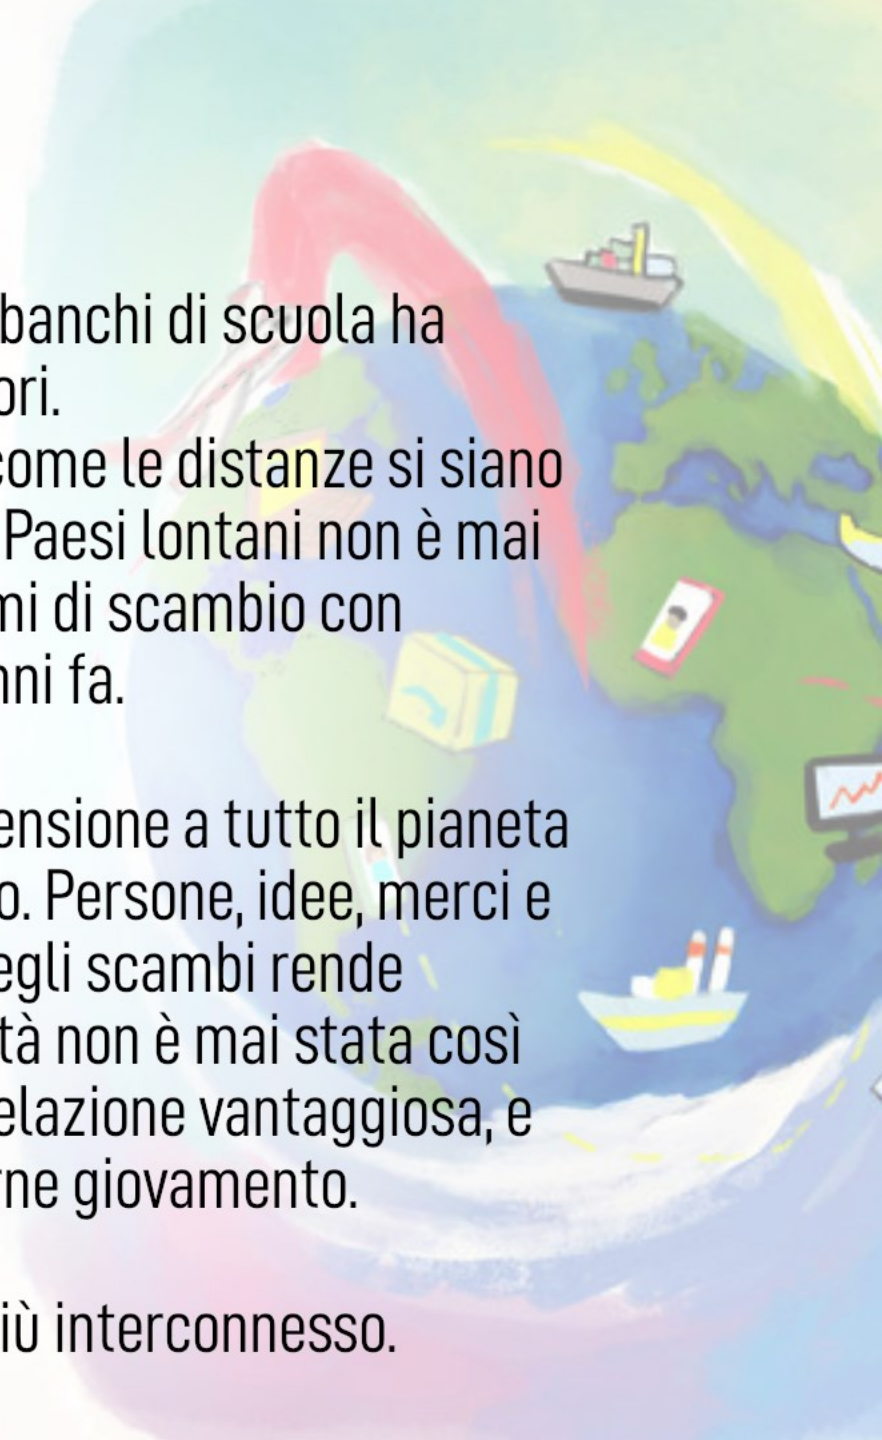 banchi di scuola ha
ori.
come le distanze si siano
Paesi lontani non è mai
mi di scambio con
nni fa.
ensione a tutto il pianeta
o. Persone, idee, merci e
egli scambi rende
tà non è mai stata così
elazione vantaggiosa, e
rne giovamento.
iù interconnesso.